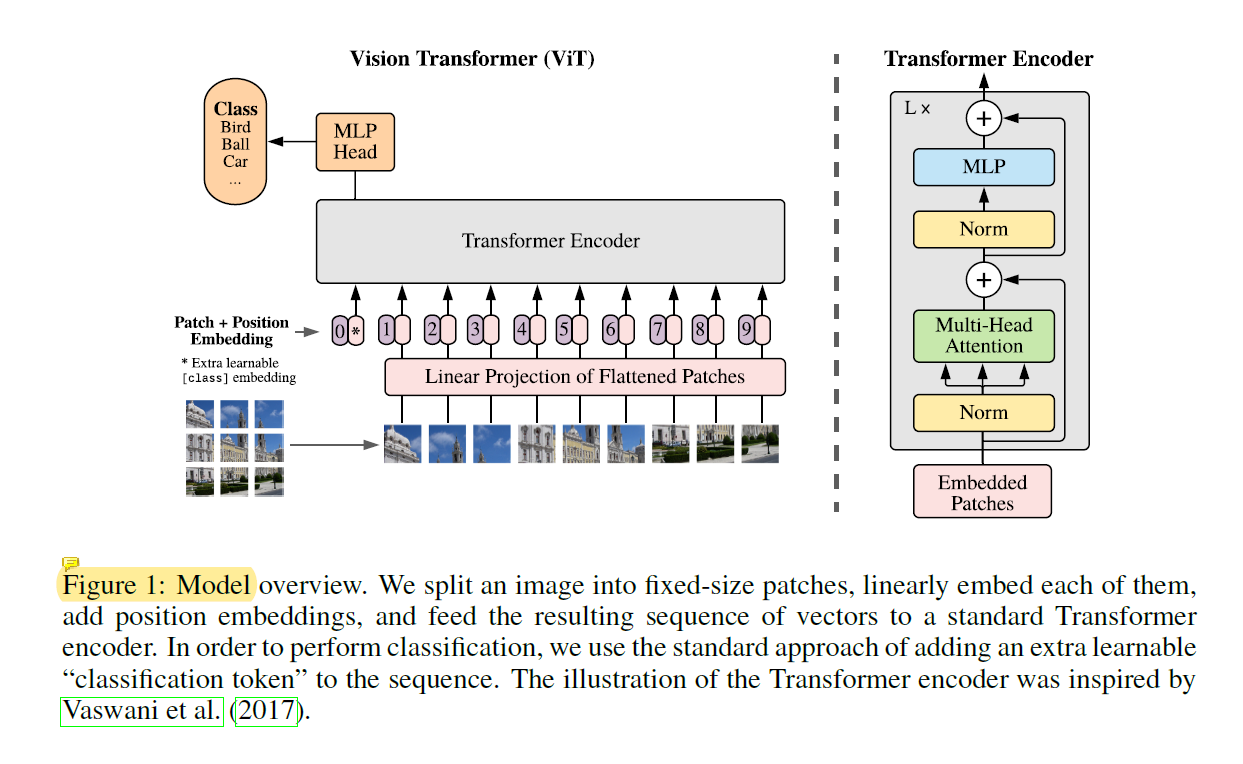 Vision Transformer (ViT)
Class
Bird
Ball
Car
...
MLP
Head
Transformer Encoder
Patch + Position
Embedding
* Extra learnable
[class] embedding
0 * 1 2 3 4 5 6 7 8 9
Linear Projection of Flattened Patches
Transformer Encoder
L ×
+
MLP
Norm
+
Multi-Head
Attention
Norm
Embedded
Patches
Figure 1: Model overview. We split an image into fixed-size patches, linearly embed each of them,
add position embeddings, and feed the resulting sequence of vectors to a standard Transformer
encoder. In order to perform classification, we use the standard approach of adding an extra learnable
“classification token” to the sequence. The illustration of the Transformer encoder was inspired by
Vaswani et al. (2017).